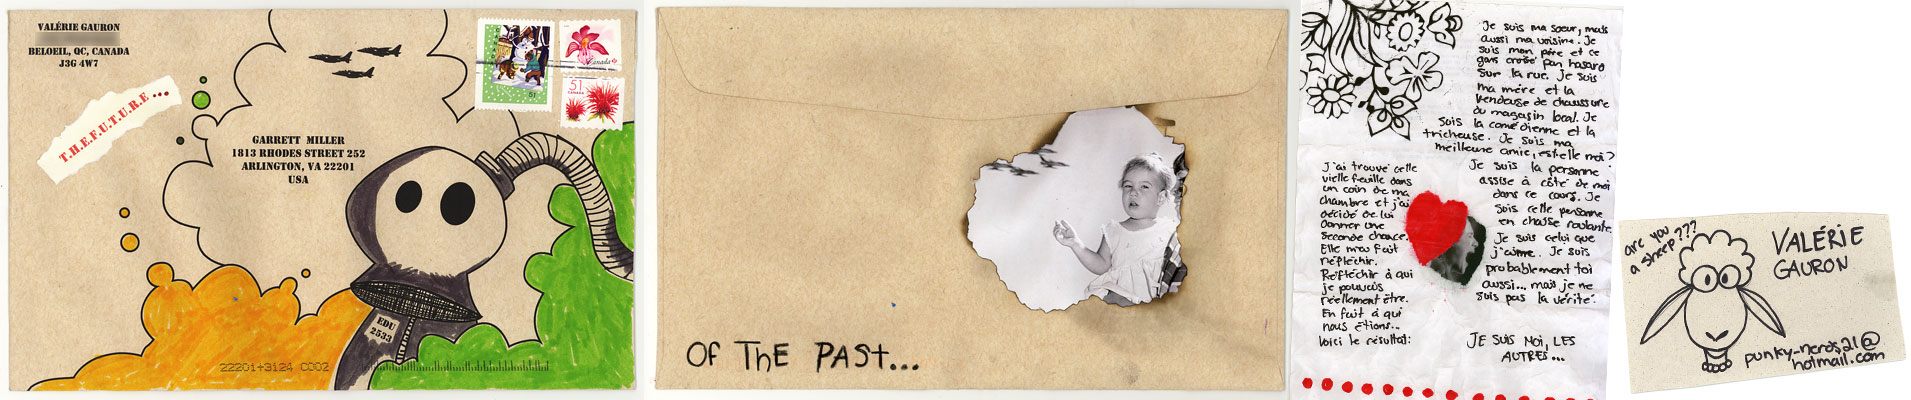 VALÉRIE GAURON
BELOEIL, QC, CANADA
J3G 4W7
T.H.E.F.U.T.U.R.E ...
GARRETT MILLER
1813 RHODES STREET 252
ARLINGTON, VA 22201
USA
CANADA
51
Canada
51
CANADA
EDU
2533
22201+3124 C002
OF THE PAST...
Je suis ma sœur, mais
aussi ma voisine. Je
suis mon père et ce
gars croisé par hasard
sur la rue. Je suis
ma mère et la
vendeuse de chaussure
du magasin local. Je
suis la comédienne et la
tricheuse. Je suis ma
meilleure amie, est-elle moi?
Je suis la personne
assise à côté de moi
dans ce cours. Je
suis cette personne
en chaise roulante.
Je suis celui que
j'aime. Je suis
probablement toi
aussi... mais je ne
suis pas la vérité.
JE SUIS MOI, LES
AUTRES...
J'ai trouvé cette
vielle feuille dans
un coin de ma
chambre et j'ai
décidé de lui
donner une
seconde chance.
Elle m'a fait
réfléchir.
Réfléchir à qui
je pouvais
réellement être.
En fait à qui
nous étions...
Voici le résultat:
are you
a sheep???
VALÉRIE
GAURON
punky-nerds21@
hotmail.com